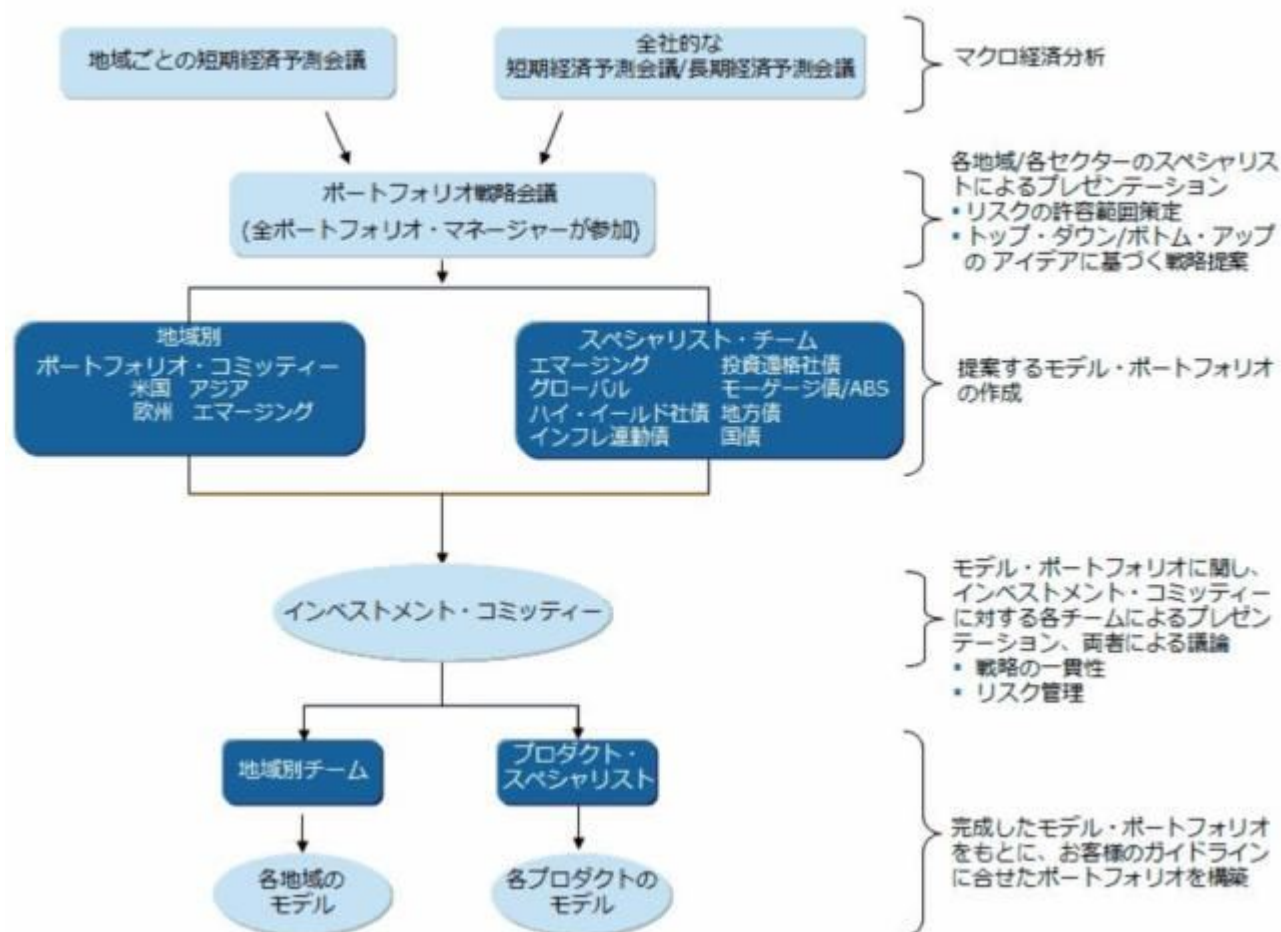 地域ごとの短期経済予測会議
全社的な
短期経済予測会議/長期経済予測会議
マクロ経済分析
ポートフォリオ戦略会議
(全ポートフォリオ・マネージャーが参加)
各地域/各セクターのスペシャリス
トによるプレゼンテーション
▪ リスクの許容範囲策定
▪ トップ・ダウン/ボトム・アップ
の アイデアに基づく戦略提案
地域別
ポートフォリオ・コミッティー
米国 アジア
欧州 エマージング
スペシャリスト・チーム
エマージング 投資適格社債
グローバル モーゲージ債/ABS
ハイ・イールド社債 地方債
インフレ連動債 国債
提案するモデル・ポートフォリオ
の作成
インベストメント・コミッティー
モデル・ポートフォリオに関し、
インベストメント・コミッティー
に対する各チームによるプレゼン
テーション、両者による議論
▪ 戦略の一貫性
▪ リスク管理
地域別チーム
プロダクト・
スペシャリスト
各地域の
モデル
各プロダクトの
モデル
完成したモデル・ポートフォリオ
をもとに、お客様のガイドライン
に合せたポートフォリオを構築